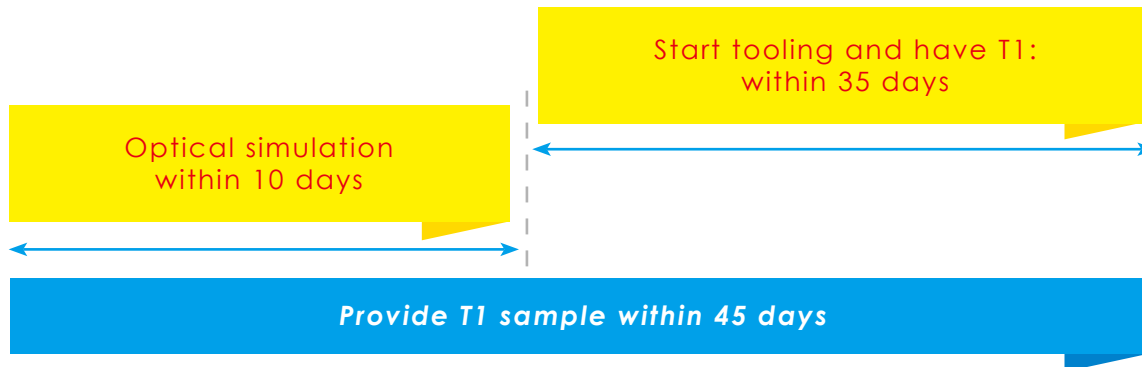 Start tooling and have T1:
within 35 days
Optical simulation
within 10 days
Provide T1 sample within 45 days